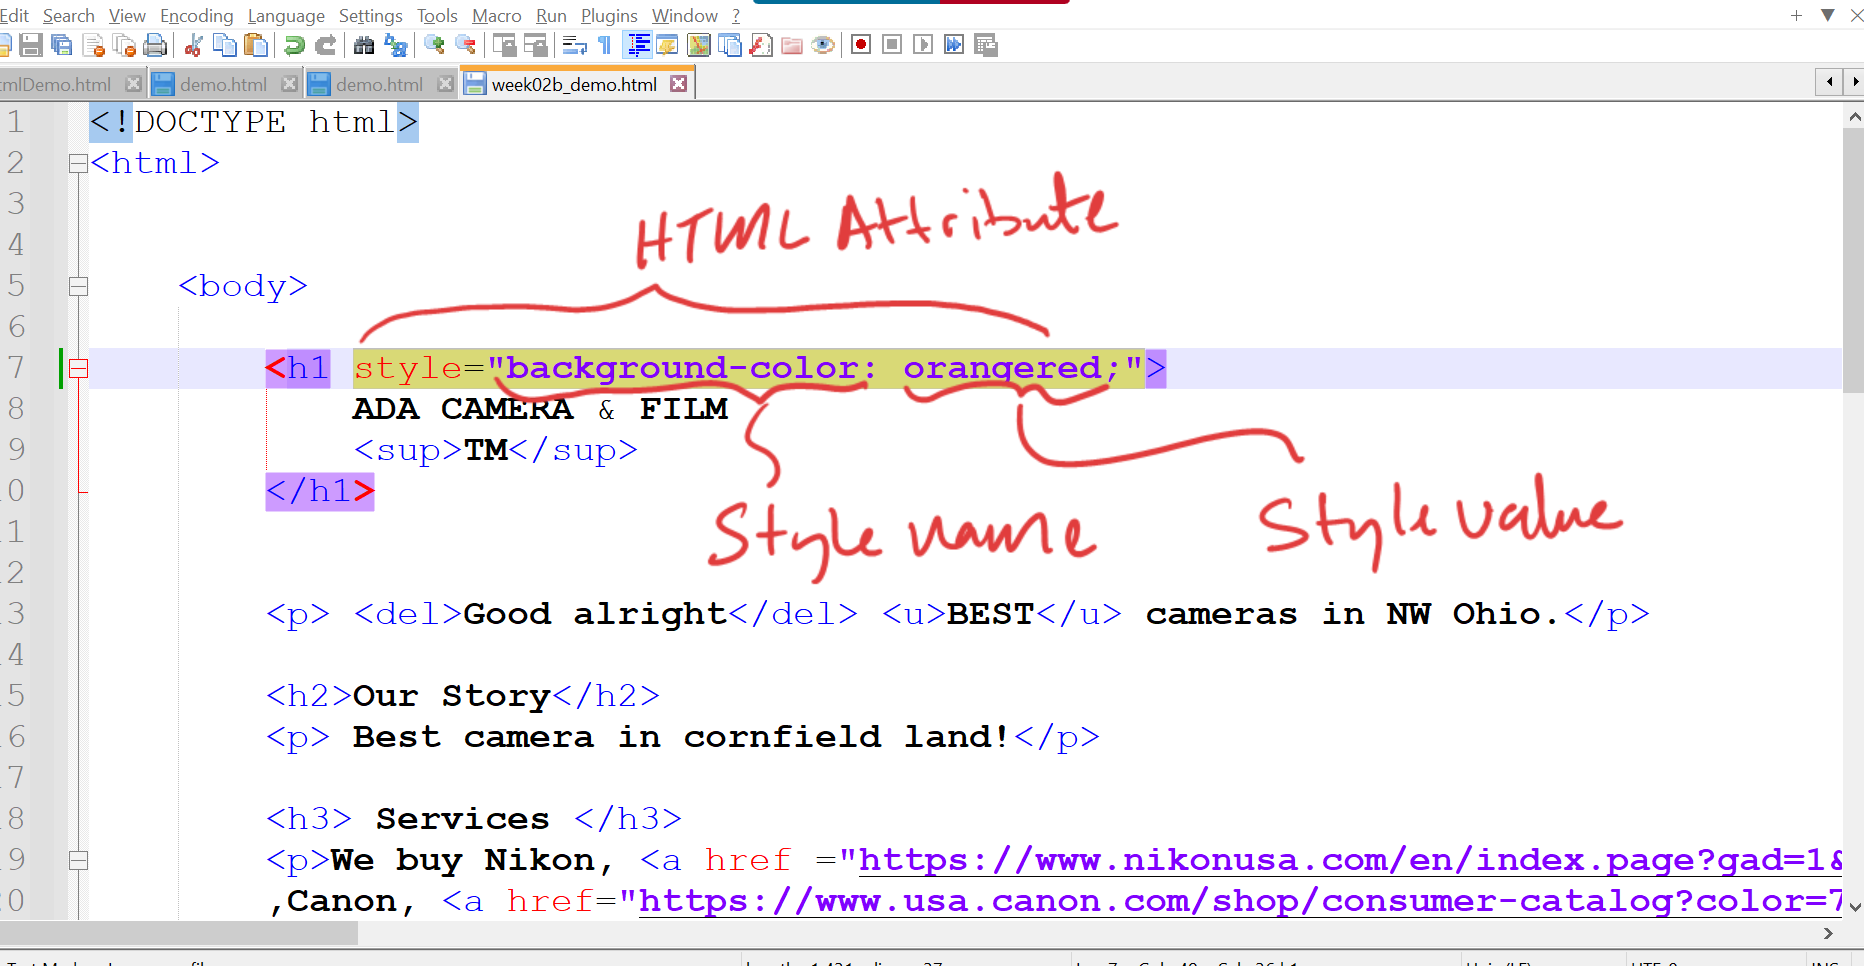 Edit Search View Encoding Language Settings Tools Macro Run Plugins Window ?
demo.html demo.html week02b_demo.html
1 <!DOCTYPE html>
2 <html>
3
HTML Attribute
4
5 <body>
6
7 <h1 style="background-color: orangered;">
8 ADA CAMERA & FILM
9 <sup>TM</sup>
0 </h1>
Style name Style value
1
2
3 <p> <del>Good alright</del> <u>BEST</u> cameras in NW Ohio.</p>
4
5 <h2>Our Story</h2>
6 <p> Best camera in cornfield land!</p>
7
8 <h3> Services </h3>
9 <p>We buy Nikon, <a href ="https://www.nikonusa.com/en/index.page?gad=1&
0 ,Canon, <a href="https://www.usa.canon.com/shop/consumer-catalog?color=7